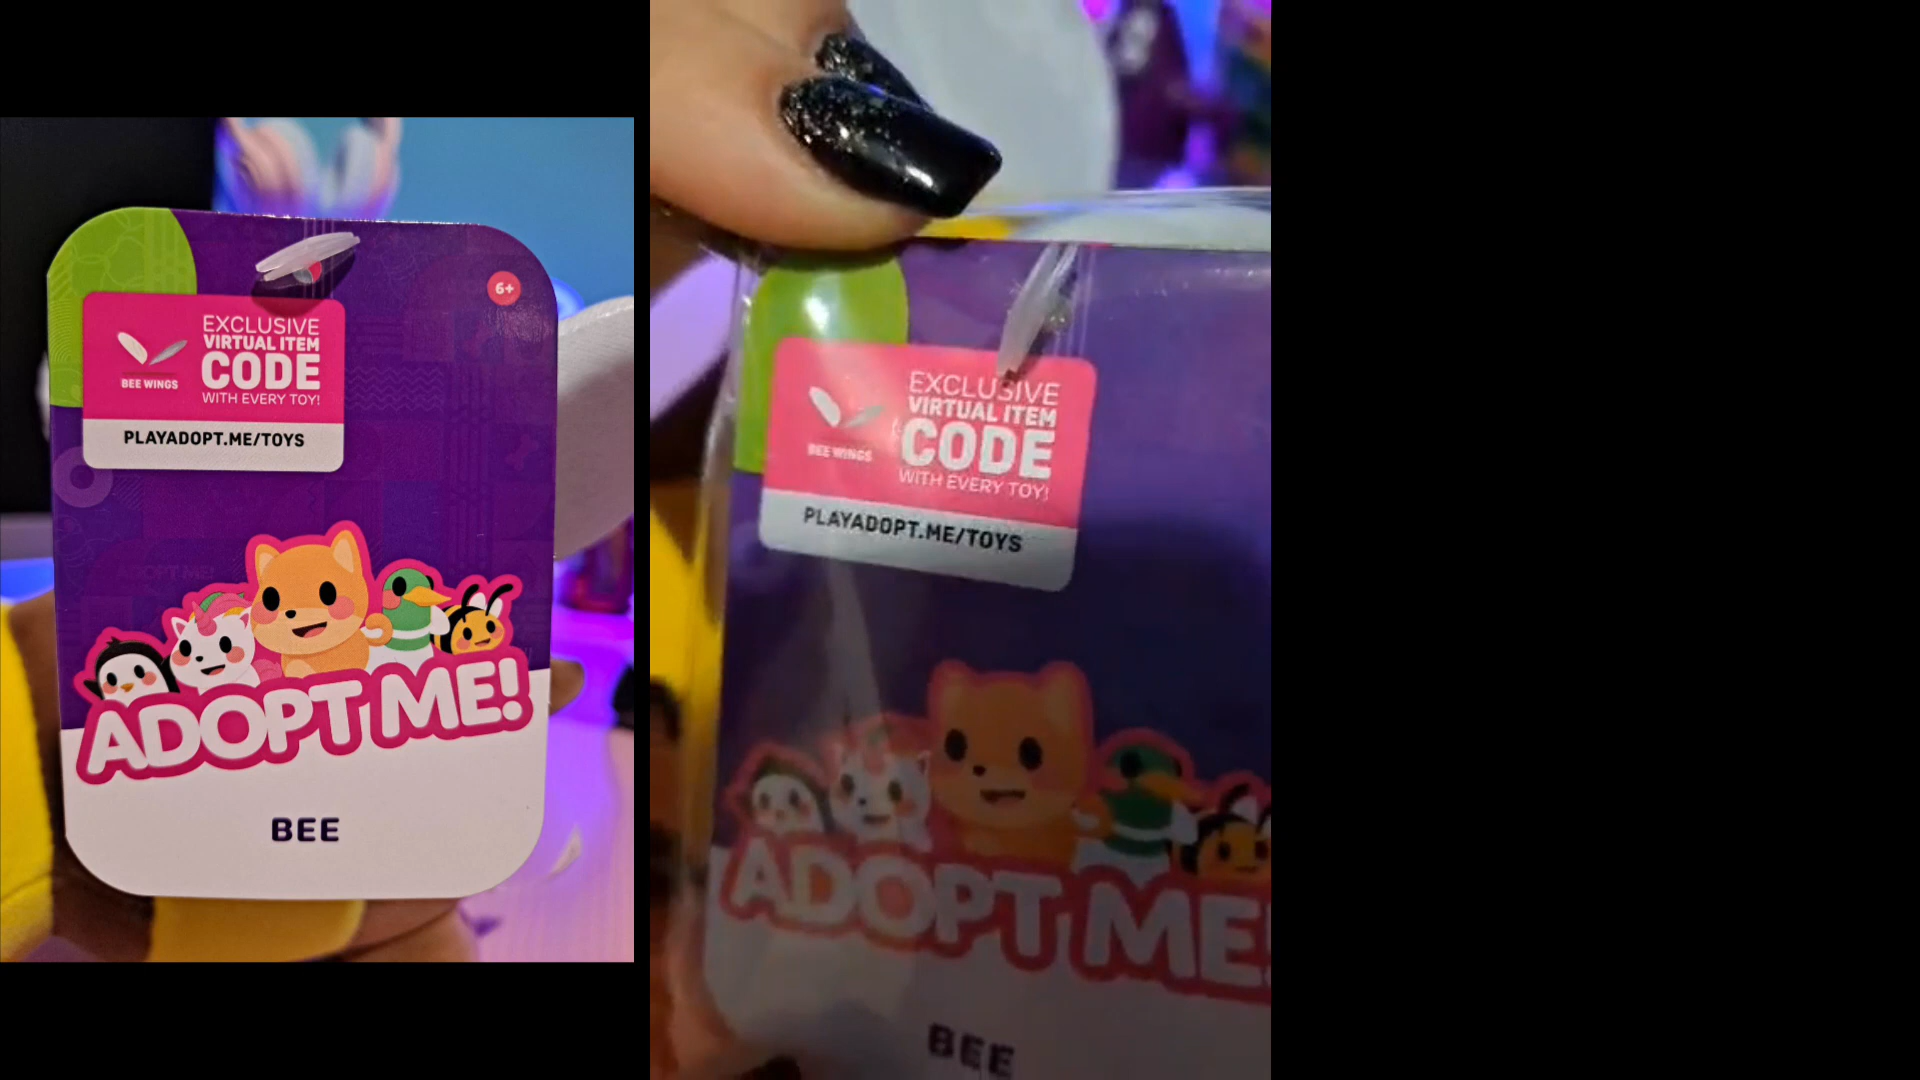 6+
EXCLUSIVE
VIRTUAL ITEM
CODE
WITH EVERY TOY!
BEE WINGS
PLAYADOPT.ME/TOYS
ADOPT ME!
BEE
EXCLUSIVE
VIRTUAL ITEM
CODE
WITH EVERY TOY!
BEE WINGS
PLAYADOPT.ME/TOYS
ADOPT ME!
BEE